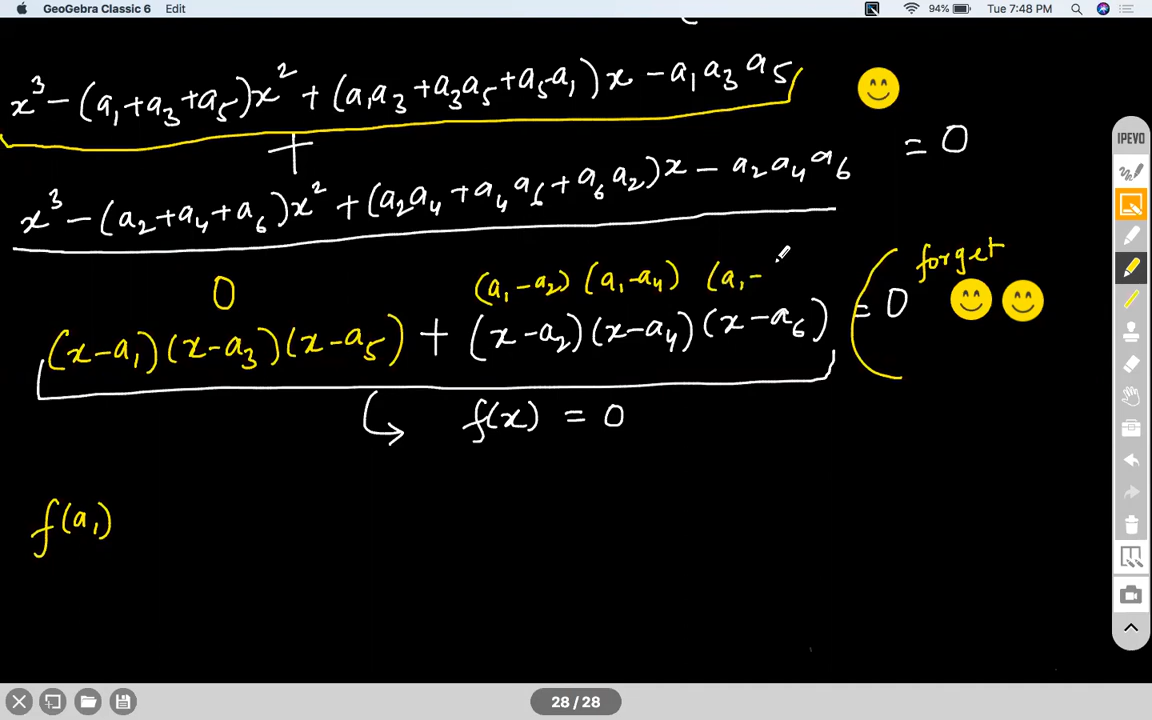 GeoGebra Classic 6 Edit 94% Tue 7:48 PM
x³ − (a₁+a₃+a₅)x² + (a₁a₃+a₃a₅+a₅a₁)x − a₁a₃a₅
+
= 0
x³ − (a₂+a₄+a₆)x² + (a₂a₄+a₄a₆+a₆a₂)x − a₂a₄a₆
forget
0 (a₁−a₂)(a₁−a₄) (a₁−
(x−a₁)(x−a₃)(x−a₅) + (x−a₂)(x−a₄)(x−a₆) = 0
f(x) = 0
f(a₁)
IPEVO
28 / 28